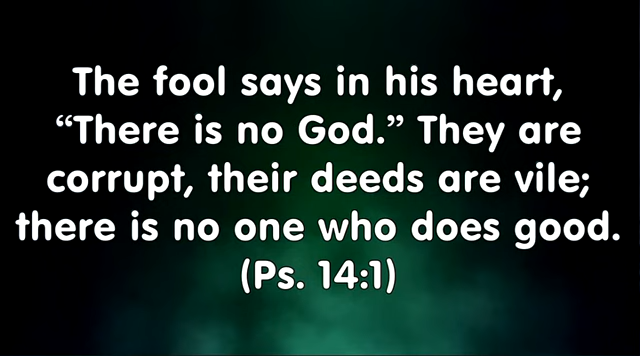 The fool says in his heart,
“There is no God.” They are
corrupt, their deeds are vile;
there is no one who does good.
(Ps. 14:1)